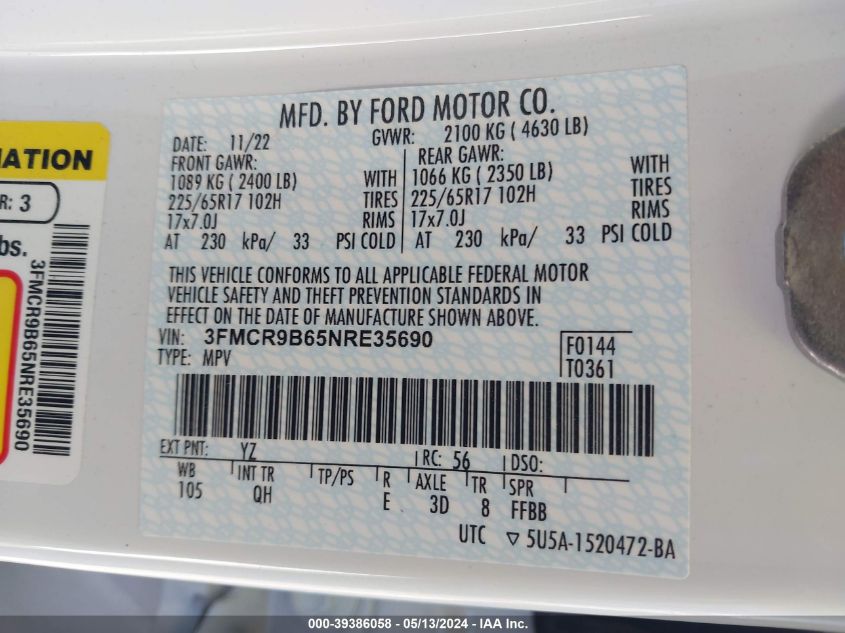 MATION
R: 3
bs.
3FMCR9B65NRE35690
MFD. BY FORD MOTOR CO.
DATE: 11/22 GVWR: 2100 KG ( 4630 LB)
FRONT GAWR: REAR GAWR:
1089 KG ( 2400 LB) WITH 1066 KG ( 2350 LB) WITH
225/65R17 102H TIRES 225/65R17 102H TIRES
17x7.0J RIMS 17x7.0J RIMS
AT 230 kPa/ 33 PSI COLD AT 230 kPa/ 33 PSI COLD
THIS VEHICLE CONFORMS TO ALL APPLICABLE FEDERAL MOTOR
VEHICLE SAFETY AND THEFT PREVENTION STANDARDS IN
EFFECT ON THE DATE OF MANUFACTURE SHOWN ABOVE.
VIN: 3FMCR9B65NRE35690
TYPE: MPV
F0144
T0361
EXT PNT: YZ RC: 56 DSO:
WB INT TR TP/PS R AXLE TR SPR
105 QH E 3D 8 FFBB
UTC ▽ 5U5A-1520472-BA
000-39386058 - 05/13/2024 - IAA Inc.